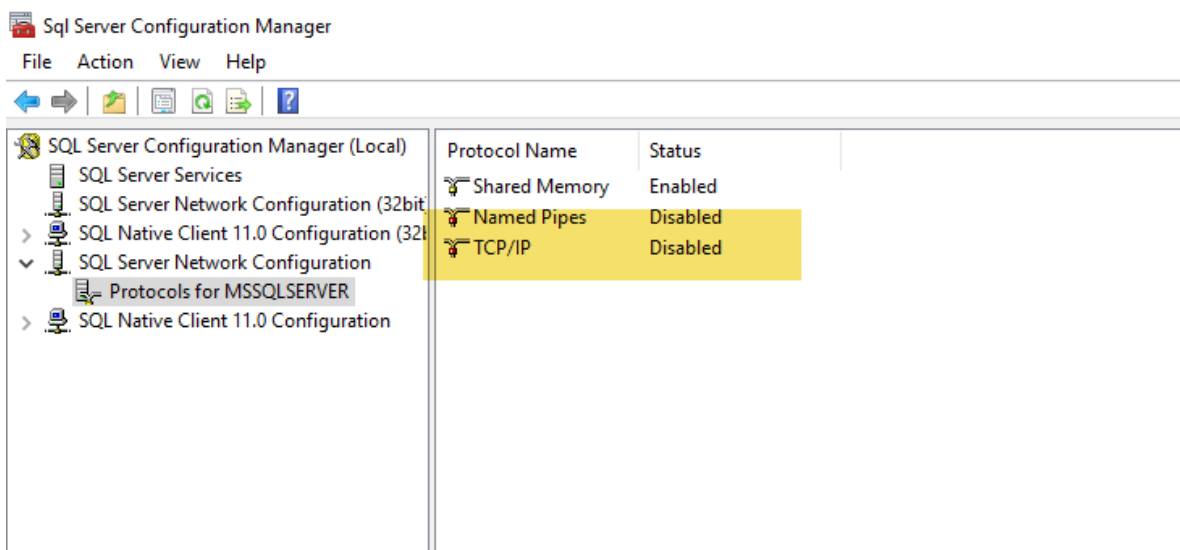 Sql Server Configuration Manager
File Action View Help
SQL Server Configuration Manager (Local)
SQL Server Services
SQL Server Network Configuration (32bit
SQL Native Client 11.0 Configuration (32
SQL Server Network Configuration
Protocols for MSSQLSERVER
SQL Native Client 11.0 Configuration
Protocol Name Status
Shared Memory Enabled
Named Pipes Disabled
TCP/IP Disabled